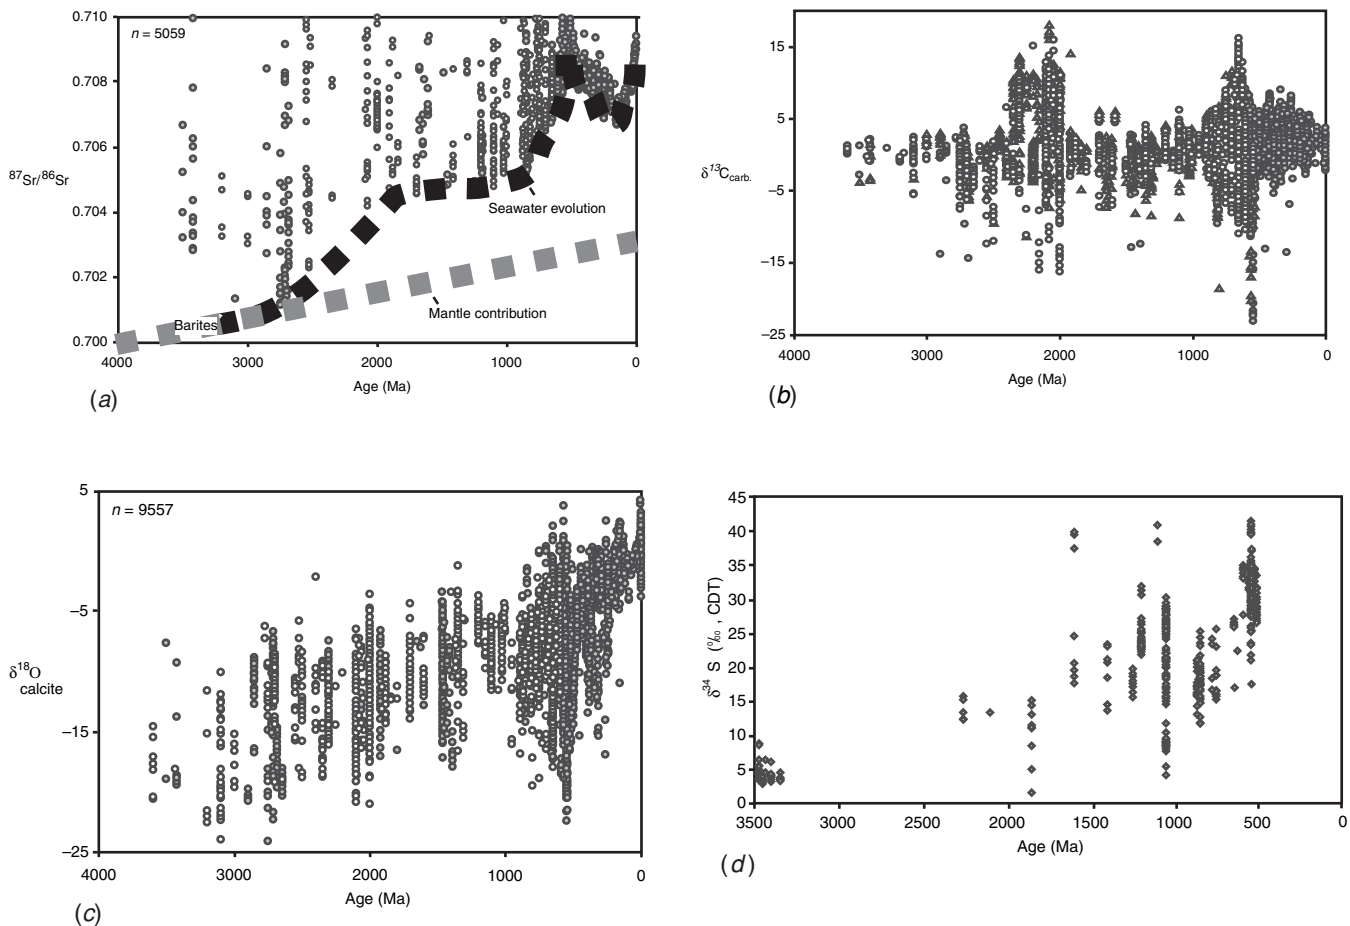 0.710
n = 5059
0.708
0.706
87Sr/86Sr
0.704
Seawater evolution
0.702
Mantle contribution
Barites
0.700
4000 3000 2000 1000 0
Age (Ma)
(a)
15
5
δ13Ccarb.
−5
−15
−25
4000 3000 2000 1000 0
Age (Ma)
(b)
5
n = 9557
−5
δ18O
calcite
−15
−25
4000 3000 2000 1000 0
Age (Ma)
(c)
45
40
35
30
25
20
15
10
5
0
δ34 S (‰, CDT)
3500 3000 2500 2000 1500 1000 500 0
Age (Ma)
(d)